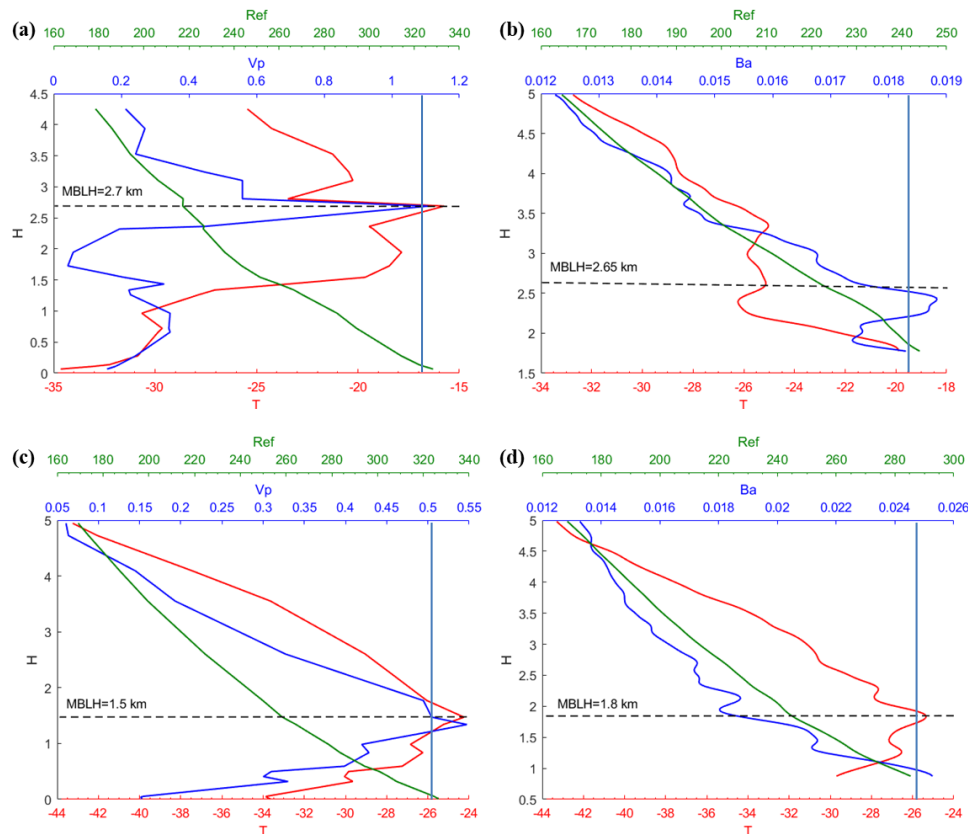 (a)
Ref
160 180 200 220 240 260 280 300 320 340
Vp
0 0.2 0.4 0.6 0.8 1 1.2
4.5
4
3.5
3
2.5
2
1.5
1
0.5
0
H
MBLH=2.7 km
-35 -30 -25 -20 -15
T
(b)
Ref
160 170 180 190 200 210 220 230 240 250
Ba
0.012 0.013 0.014 0.015 0.016 0.017 0.018 0.019
5
4.5
4
3.5
3
2.5
2
1.5
H
MBLH=2.65 km
-34 -32 -30 -28 -26 -24 -22 -20 -18
T
(c)
Ref
160 180 200 220 240 260 280 300 320 340
Vp
0.05 0.1 0.15 0.2 0.25 0.3 0.35 0.4 0.45 0.5 0.55
5
4
3
2
1
0
H
MBLH=1.5 km
-44 -42 -40 -38 -36 -34 -32 -30 -28 -26 -24
T
(d)
Ref
160 180 200 220 240 260 280 300
Ba
0.012 0.014 0.016 0.018 0.02 0.022 0.024 0.026
5
4.5
4
3.5
3
2.5
2
1.5
1
0.5
H
MBLH=1.8 km
-44 -42 -40 -38 -36 -34 -32 -30 -28 -26 -24
T